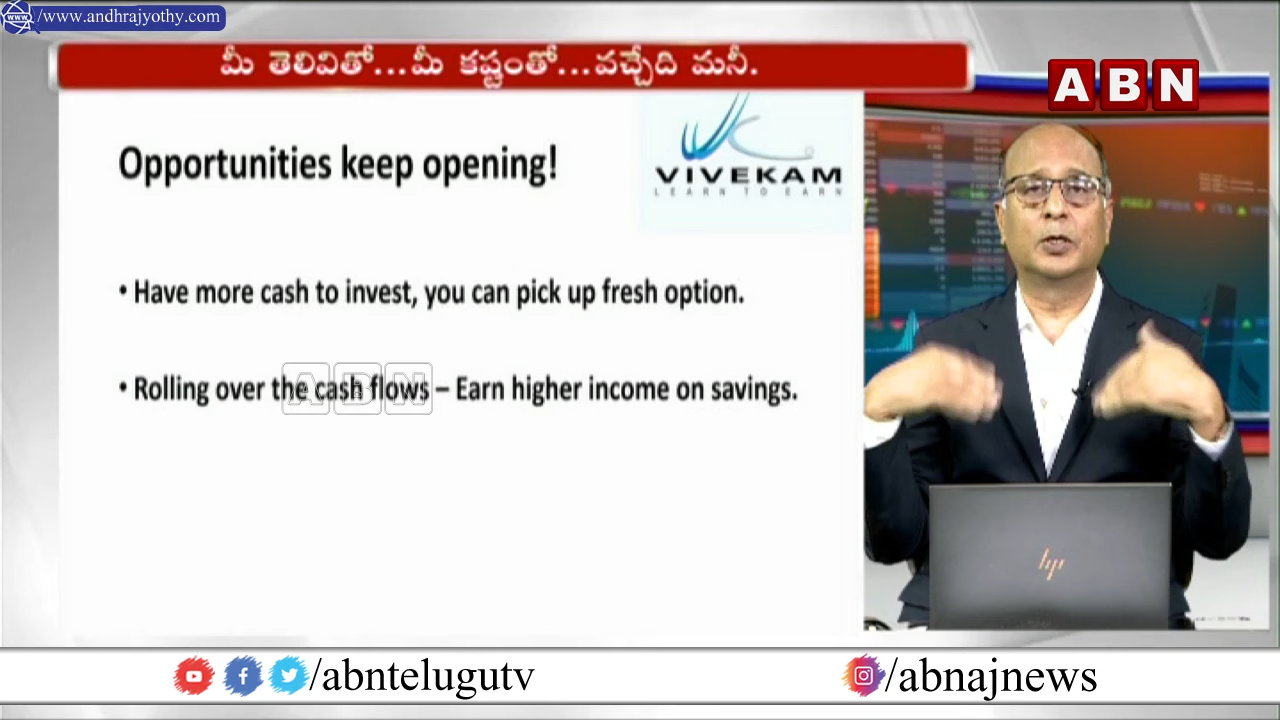 /www.andhrajyothy.com
మీ తెలివితో...మీ కష్టంతో...వచ్చేది మనీ.
ABN
Opportunities keep opening!
VIVEKAM
LEARN TO EARN
• Have more cash to invest, you can pick up fresh option.
• Rolling over the cash flows – Earn higher income on savings.
ABN
hp
/abntelugutv
/abnajnews